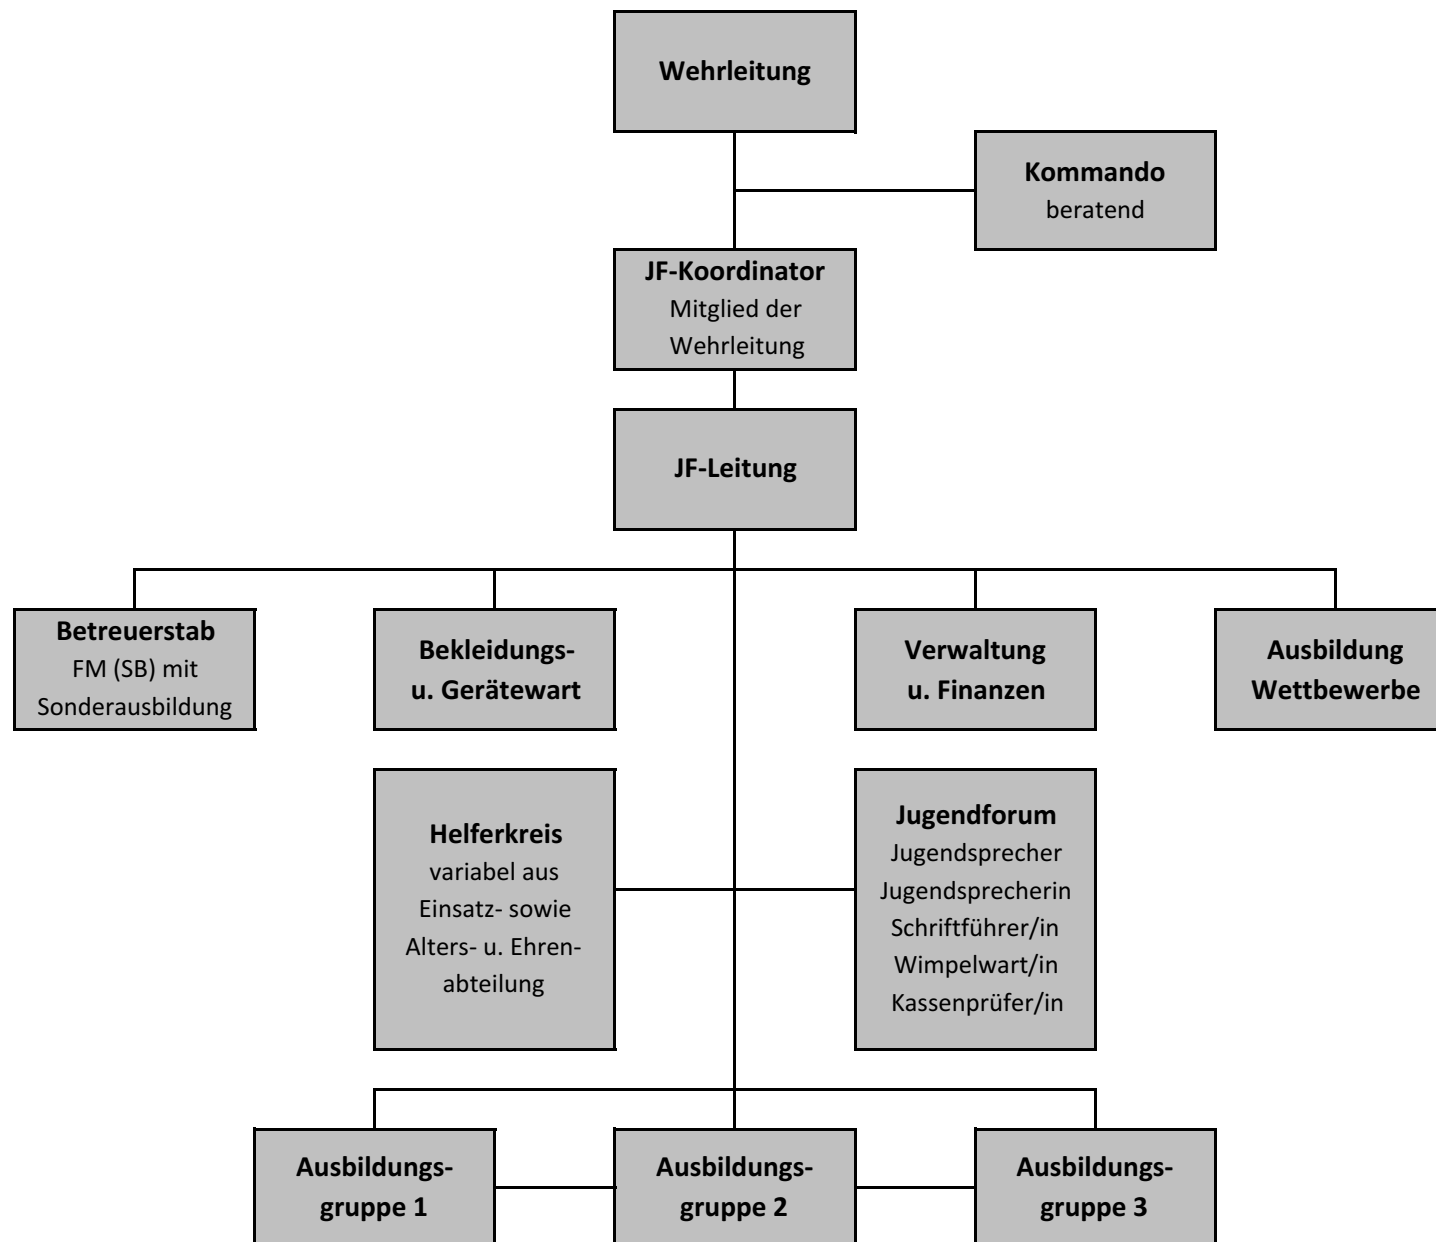 Wehrleitung
Kommando
beratend
JF-Koordinator
Mitglied der
Wehrleitung
JF-Leitung
Betreuerstab
FM (SB) mit
Sonderausbildung
Bekleidungs-
u. Gerätewart
Verwaltung
u. Finanzen
Ausbildung
Wettbewerbe
Helferkreis
variabel aus
Einsatz- sowie
Alters- u. Ehren-
abteilung
Jugendforum
Jugendsprecher
Jugendsprecherin
Schriftführer/in
Wimpelwart/in
Kassenprüfer/in
Ausbildungs-
gruppe 1
Ausbildungs-
gruppe 2
Ausbildungs-
gruppe 3